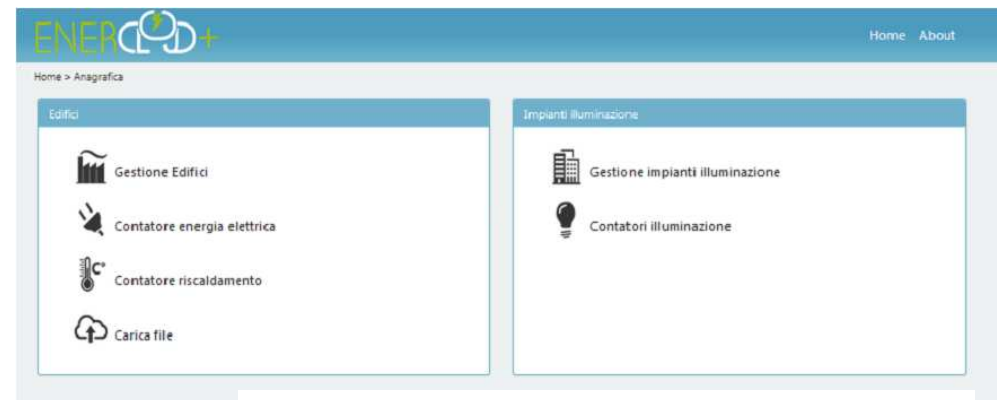 ENERCLOUD+
Home About
Home > Anagrafica
Edifici
Gestione Edifici
Contatore energia elettrica
C°
Contatore riscaldamento
Carica file
Impianti illuminazione
Gestione impianti illuminazione
Contatori illuminazione